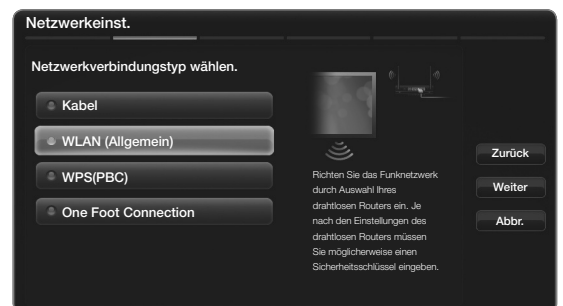 Netzwerkeinst.
Netzwerkverbindungstyp wählen.
Kabel
WLAN (Allgemein)
WPS(PBC)
One Foot Connection
Richten Sie das Funknetzwerk
durch Auswahl Ihres
drahtlosen Routers ein. Je
nach den Einstellungen des
drahtlosen Routers müssen
Sie möglicherweise einen
Sicherheitsschlüssel eingeben.
Zurück
Weiter
Abbr.